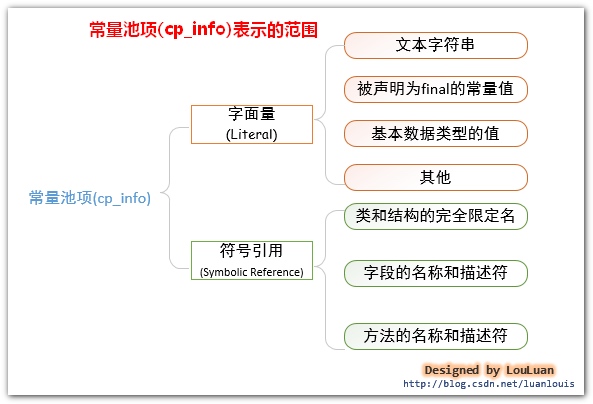 常量池项(cp_info)表示的范围
文本字符串
被声明为final的常量值
字面量
(Literal)
基本数据类型的值
其他
常量池项(cp_info)
类和结构的完全限定名
符号引用
(Symbolic Reference)
字段的名称和描述符
方法的名称和描述符
Designed by LouLuan
http://blog.csdn.net/luanlouis